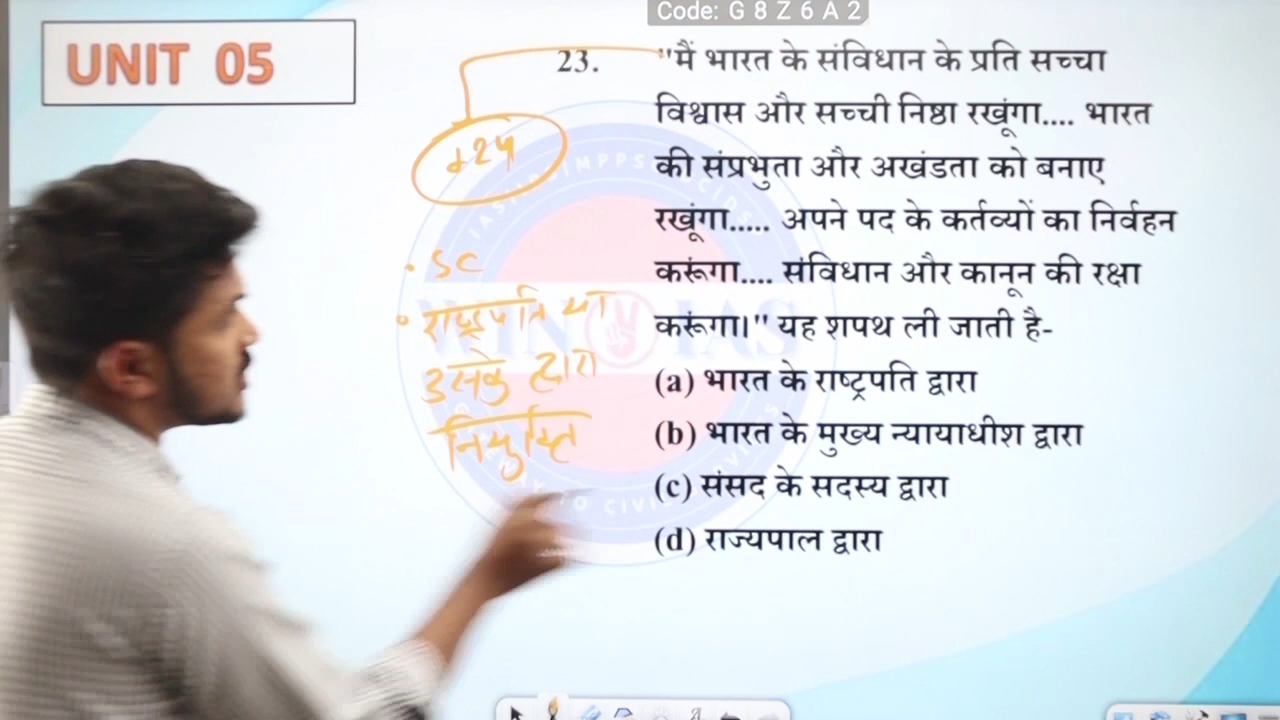 Code: G 8 Z 6 A 2
UNIT 05
23. "मैं भारत के संविधान के प्रति सच्चा
विश्वास और सच्ची निष्ठा रखूंगा.... भारत
की संप्रभुता और अखंडता को बनाए
रखूंगा..... अपने पद के कर्तव्यों का निर्वहन
करूंगा.... संविधान और कानून की रक्षा
करूंगा।" यह शपथ ली जाती है-
(a) भारत के राष्ट्रपति द्वारा
(b) भारत के मुख्य न्यायाधीश द्वारा
(c) संसद के सदस्य द्वारा
(d) राज्यपाल द्वारा
• SC
• राष्ट्रपति या
उसके द्वारा
नियुक्ति
WIN IAS